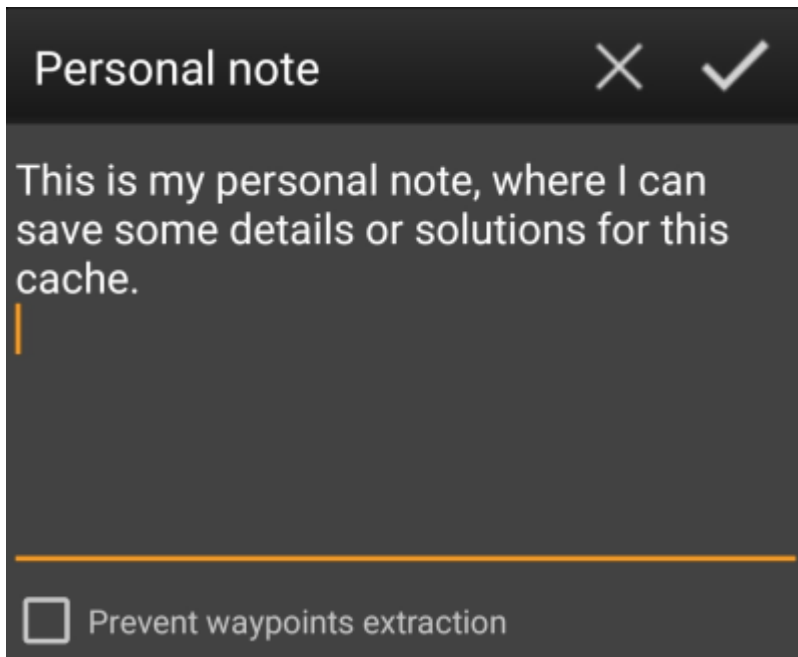 Personal note
This is my personal note, where I can
save some details or solutions for this
cache.
Prevent waypoints extraction